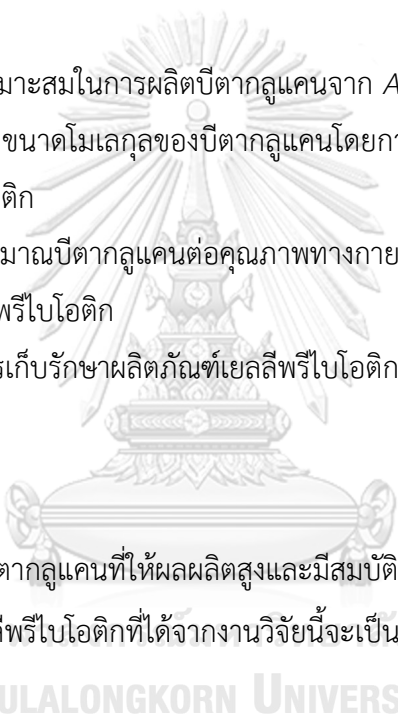 มาะสมในการผลิตบีตากลูแคนจาก A
ขนาดโมเลกุลของบีตากลูแคนโดยกา
ติก
มาณบีตากลูแคนต่อคุณภาพทางกาย
พรีไบโอติก
รเก็บรักษาผลิตภัณฑ์เยลลีพรีไบโอติก
ตากลูแคนที่ให้ผลผลิตสูงและมีสมบัติ
ลีพรีไบโอติกที่ได้จากงานวิจัยนี้จะเป็น
ULALONGKORN UNIVERS